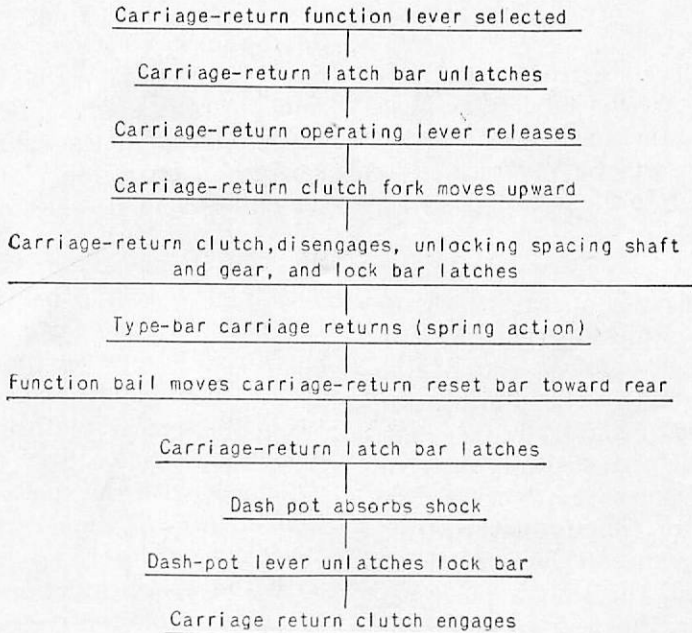 Carriage-return function lever selected
Carriage-return latch bar unlatches
Carriage-return operating lever releases
Carriage-return clutch fork moves upward
Carriage-return clutch,disengages, unlocking spacing shaft
and gear, and lock bar latches
Type-bar carriage returns (spring action)
Function bail moves carriage-return reset bar toward rear
Carriage-return latch bar latches
Dash pot absorbs shock
Dash-pot lever unlatches lock bar
Carriage return clutch engages